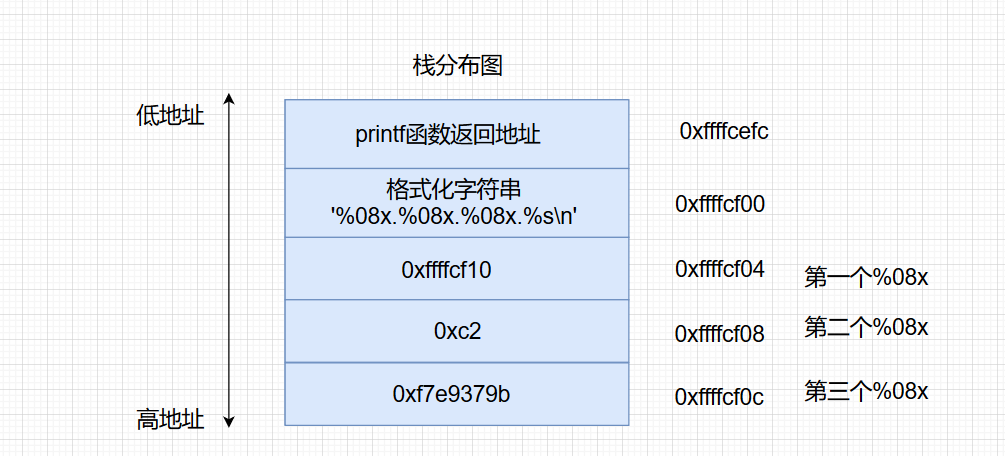 栈分布图
低地址
printf函数返回地址
0xffffcefc
格式化字符串
'%08x.%08x.%08x.%s\n'
0xffffcf00
0xffffcf10
0xffffcf04
第一个%08x
0xc2
0xffffcf08
第二个%08x
0xf7e9379b
0xffffcf0c
第三个%08x
高地址